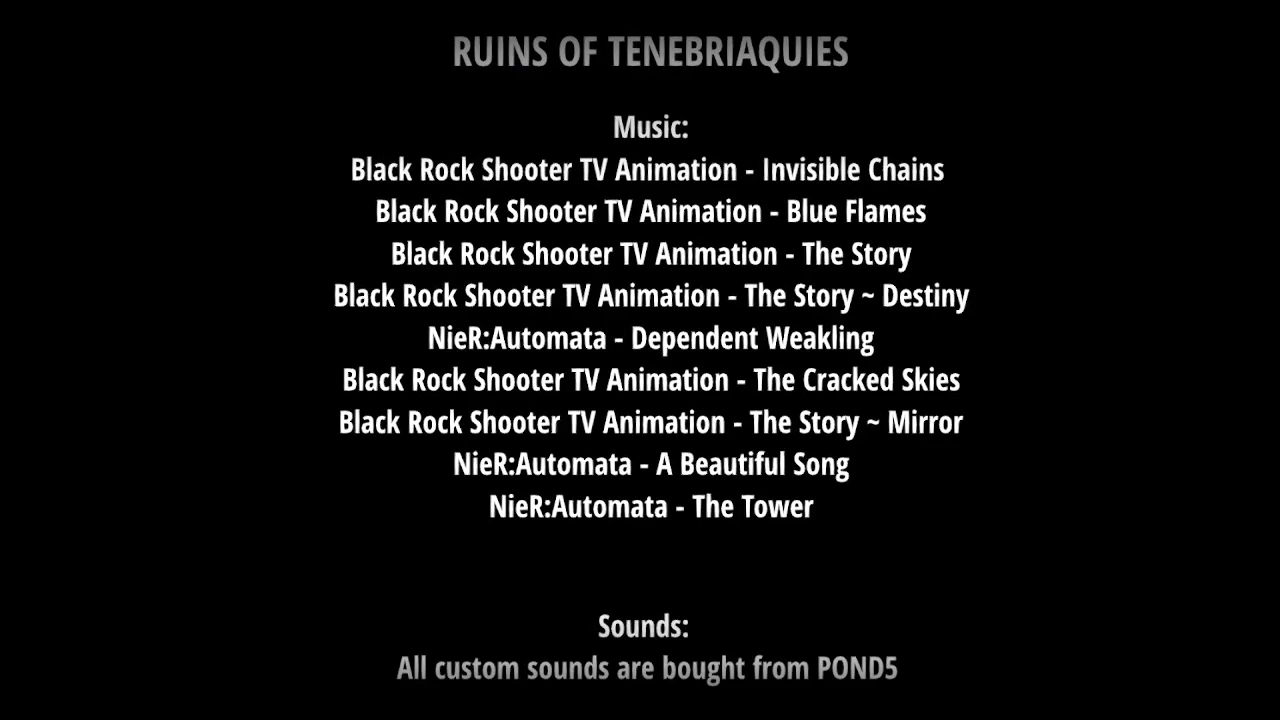 RUINS OF TENEBRIAQUIES
Music:
Black Rock Shooter TV Animation - Invisible Chains
Black Rock Shooter TV Animation - Blue Flames
Black Rock Shooter TV Animation - The Story
Black Rock Shooter TV Animation - The Story ~ Destiny
NieR:Automata - Dependent Weakling
Black Rock Shooter TV Animation - The Cracked Skies
Black Rock Shooter TV Animation - The Story ~ Mirror
NieR:Automata - A Beautiful Song
NieR:Automata - The Tower
Sounds:
All custom sounds are bought from POND5